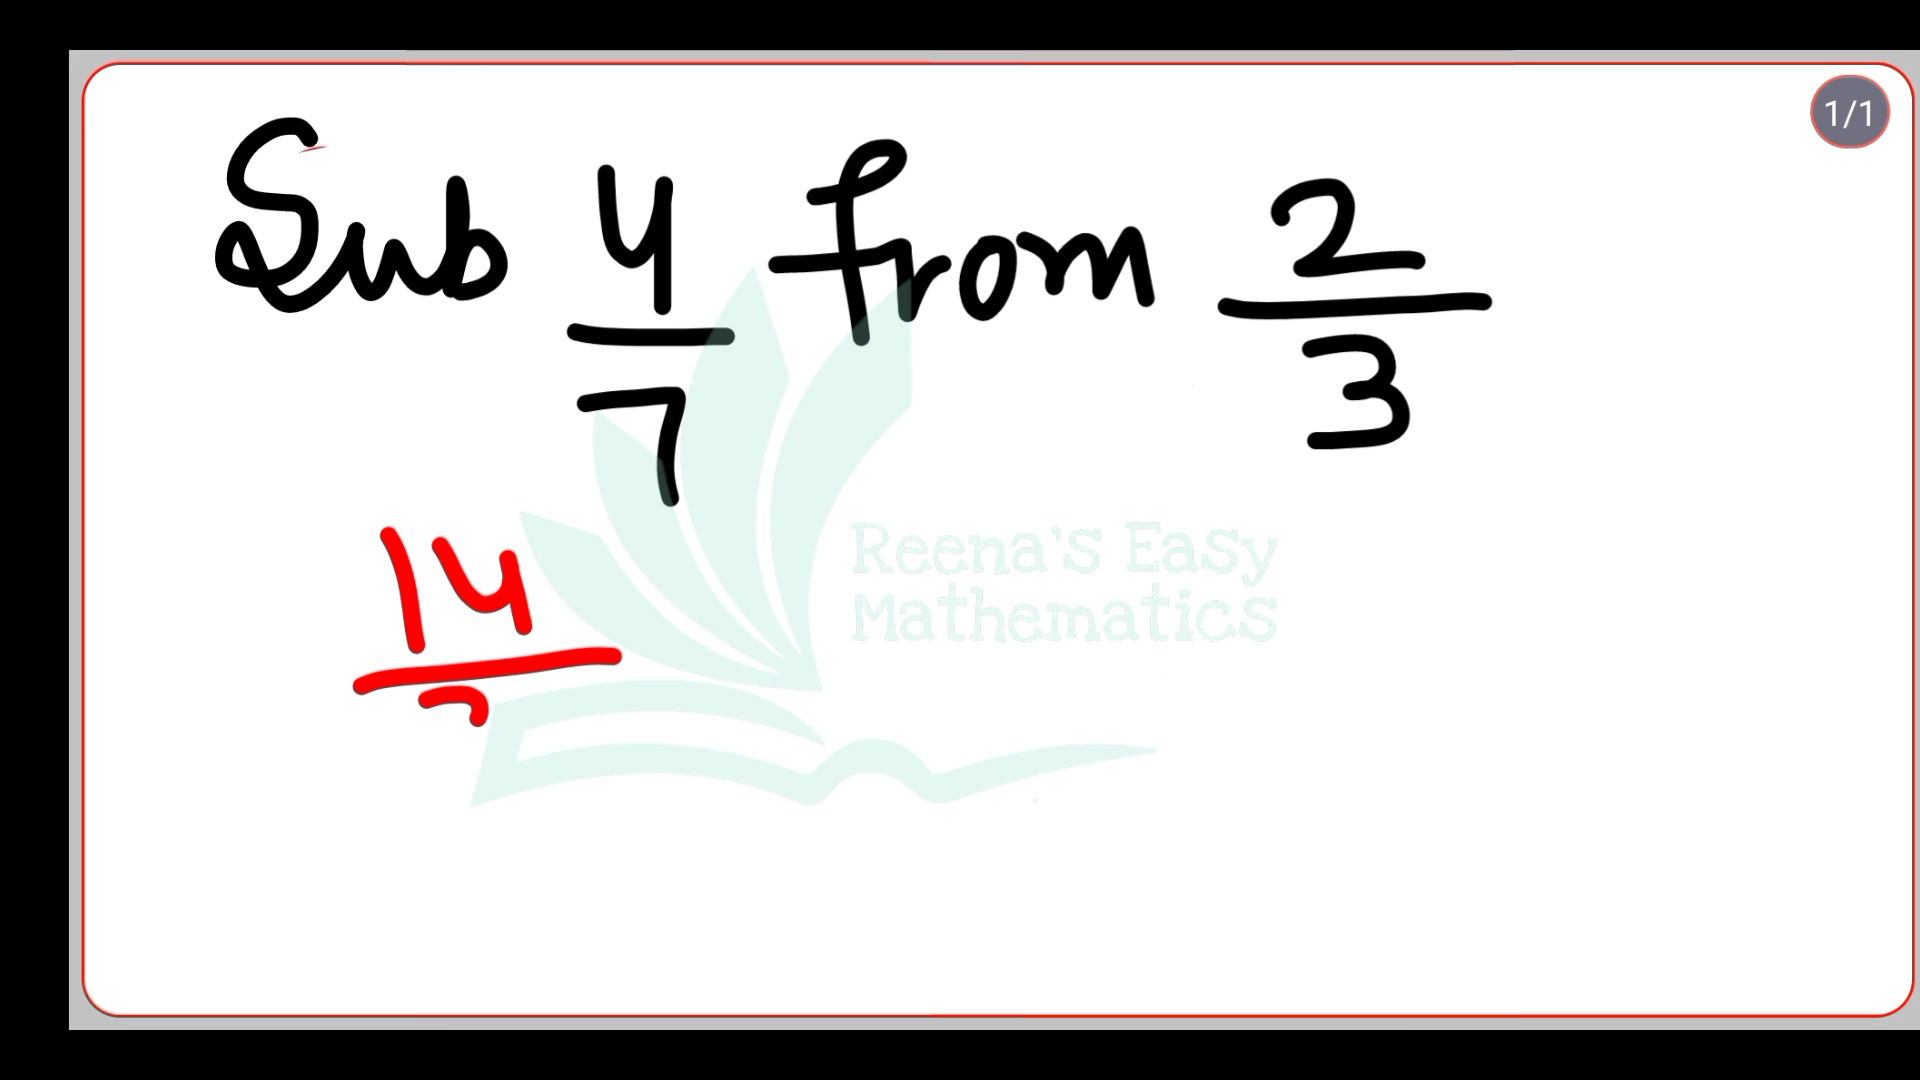 1/1
Sub 4/7 from 2/3
Reena's Easy
Mathematics
14/